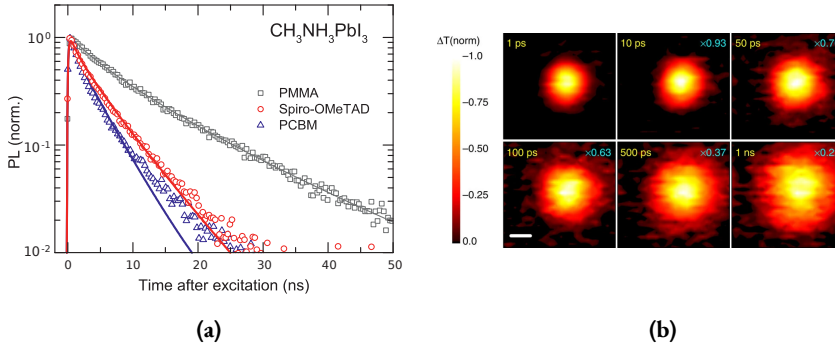 CH₃NH₃PbI₃
PL (norm.)
10⁰
10⁻¹
10⁻²
PMMA
Spiro-OMeTAD
PCBM
0 10 20 30 40 50
Time after excitation (ns)
(a)
ΔT(norm)
−1.0
−0.75
−0.50
−0.25
0.0
1 ps
10 ps ×0.93
50 ps
100 ps ×0.63
500 ps ×0.37
1 ns
(b)